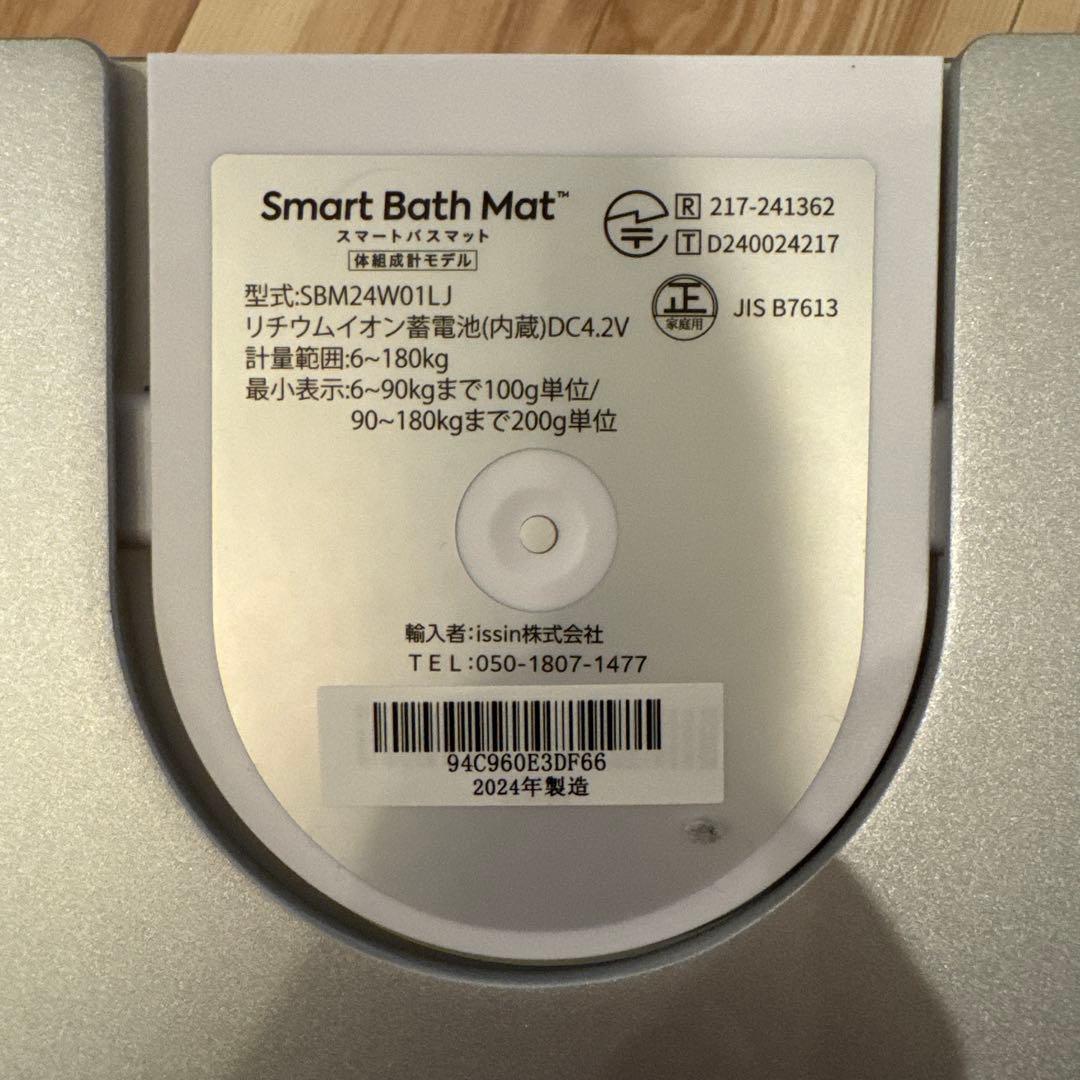 Smart Bath Mat™
スマートバスマット
体組成計モデル
R 217-241362
T D240024217
型式:SBM24W01LJ
正 家庭用 JIS B7613
リチウムイオン蓄電池(内蔵)DC4.2V
計量範囲:6~180kg
最小表示:6~90kgまで100g単位/
90~180kgまで200g単位
輸入者:issin株式会社
TEL:050-1807-1477
94C960E3DF66
2024年製造